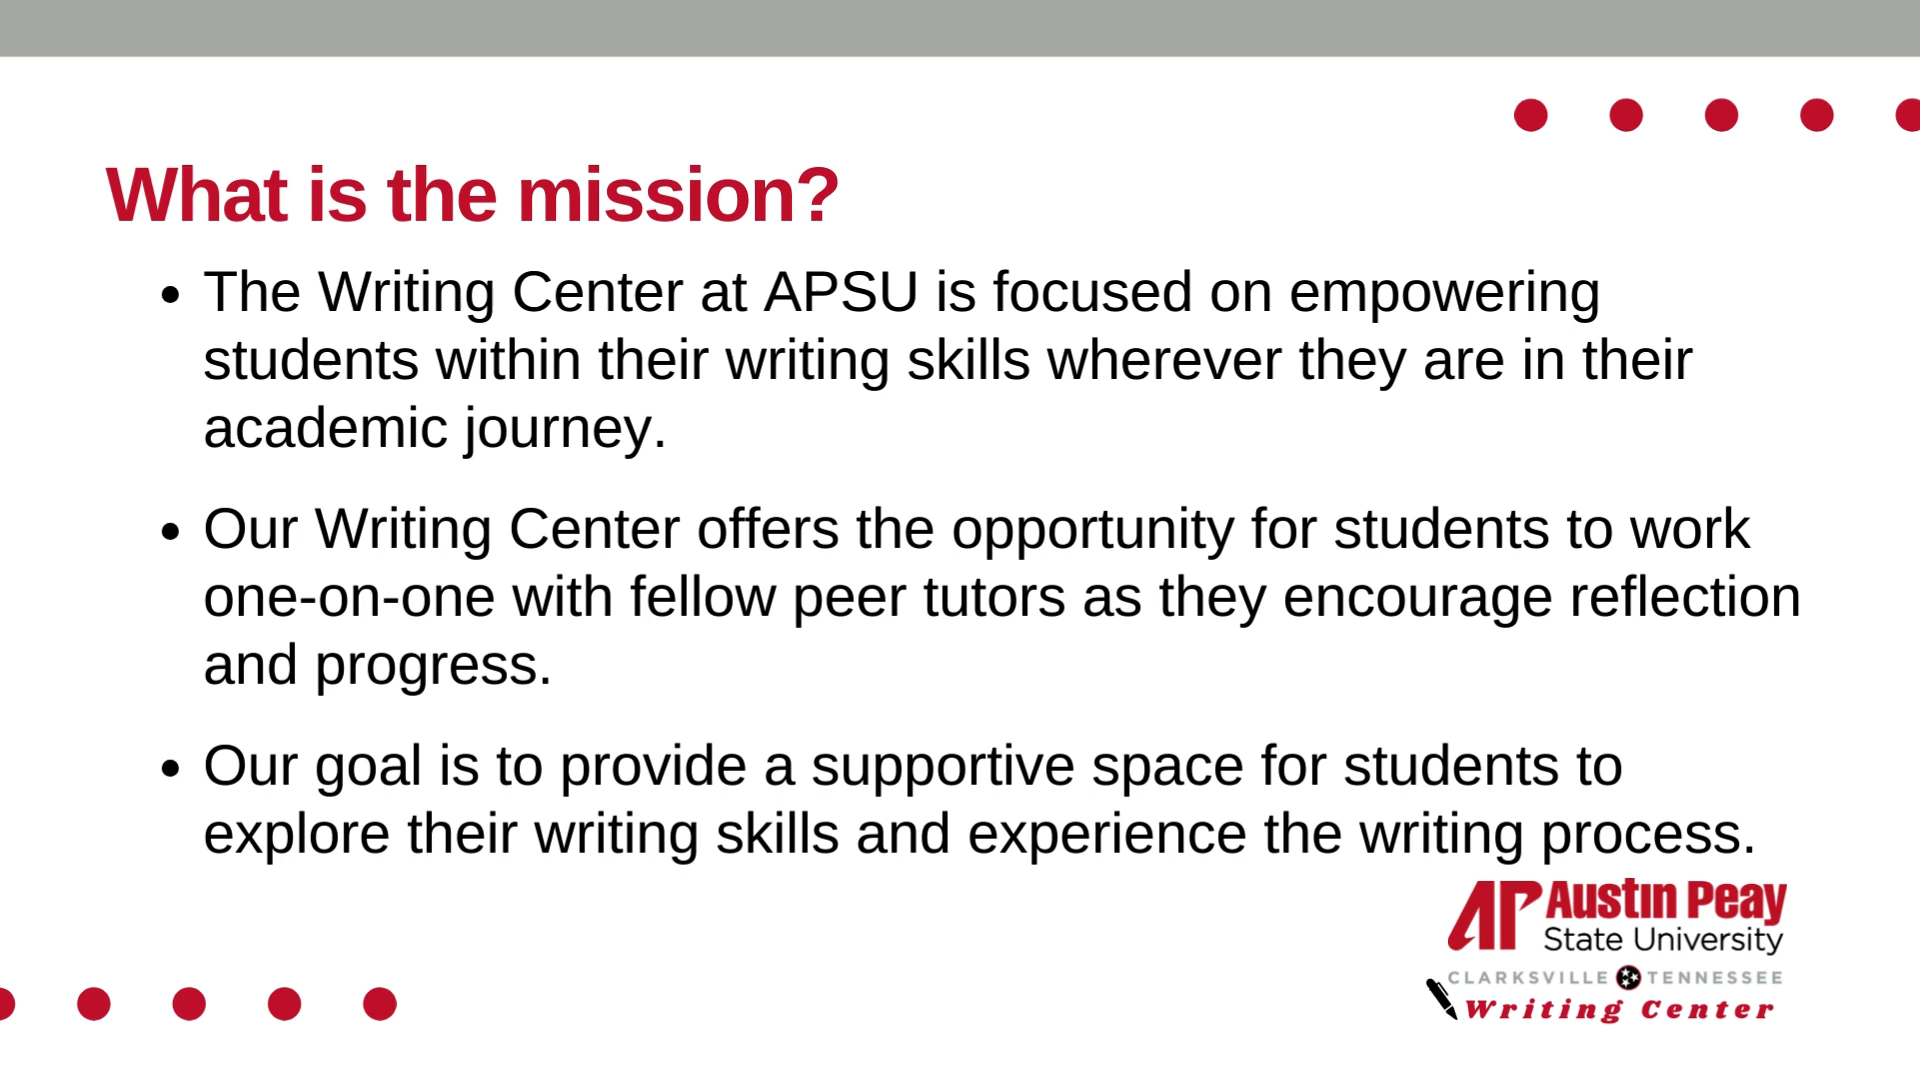 What is the mission?
• The Writing Center at APSU is focused on empowering
students within their writing skills wherever they are in their
academic journey.
• Our Writing Center offers the opportunity for students to work
one-on-one with fellow peer tutors as they encourage reflection
and progress.
• Our goal is to provide a supportive space for students to
explore their writing skills and experience the writing process.
AP Austin Peay
State University
CLARKSVILLE TENNESSEE
Writing Center